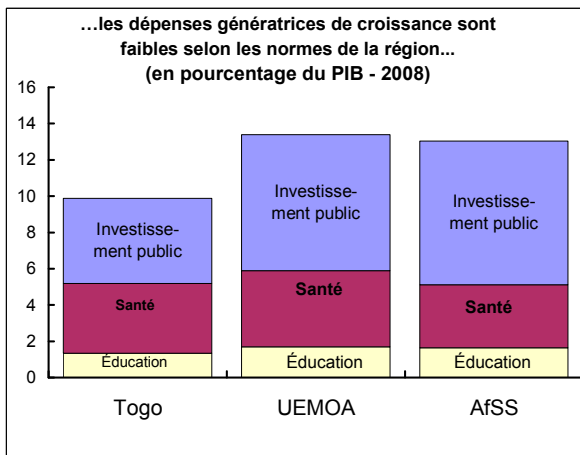 ...les dépenses génératrices de croissance sont
faibles selon les normes de la région...
(en pourcentage du PIB - 2008)
16
14
12
10
8
6
4
2
0
Investisse-
ment public
Santé
Éducation
Investisse-
ment public
Santé
Éducation
Investisse-
ment public
Santé
Éducation
Togo
UEMOA
AfSS